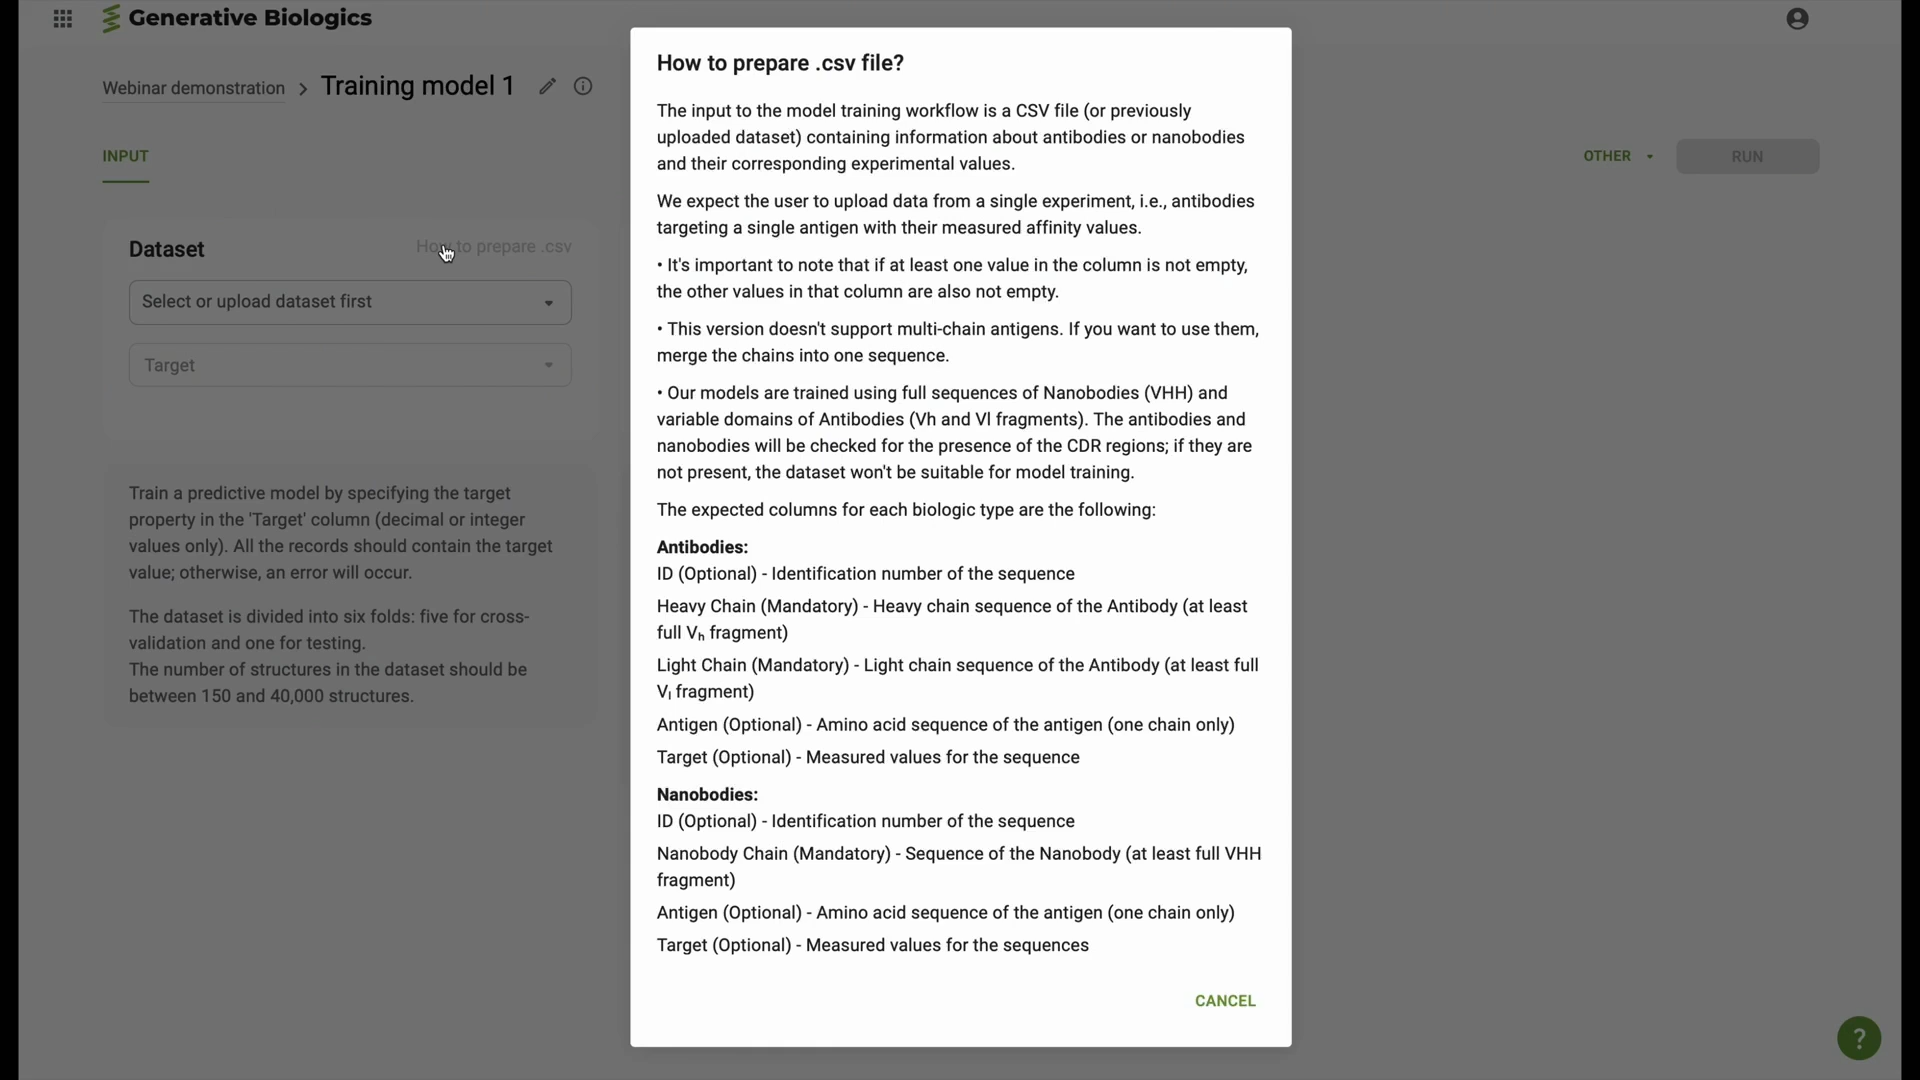 Generative Biologics
Webinar demonstration > Training model 1
INPUT
OTHER
RUN
Dataset
How to prepare .csv
Select or upload dataset first
Target
Train a predictive model by specifying the target
property in the 'Target' column (decimal or integer
values only). All the records should contain the target
value; otherwise, an error will occur.
The dataset is divided into six folds: five for cross-
validation and one for testing.
The number of structures in the dataset should be
between 150 and 40,000 structures.
How to prepare .csv file?
The input to the model training workflow is a CSV file (or previously
uploaded dataset) containing information about antibodies or nanobodies
and their corresponding experimental values.
We expect the user to upload data from a single experiment, i.e., antibodies
targeting a single antigen with their measured affinity values.
• It's important to note that if at least one value in the column is not empty,
the other values in that column are also not empty.
• This version doesn't support multi-chain antigens. If you want to use them,
merge the chains into one sequence.
• Our models are trained using full sequences of Nanobodies (VHH) and
variable domains of Antibodies (Vh and Vl fragments). The antibodies and
nanobodies will be checked for the presence of the CDR regions; if they are
not present, the dataset won't be suitable for model training.
The expected columns for each biologic type are the following:
Antibodies:
ID (Optional) - Identification number of the sequence
Heavy Chain (Mandatory) - Heavy chain sequence of the Antibody (at least
full Vₕ fragment)
Light Chain (Mandatory) - Light chain sequence of the Antibody (at least full
Vₗ fragment)
Antigen (Optional) - Amino acid sequence of the antigen (one chain only)
Target (Optional) - Measured values for the sequence
Nanobodies:
ID (Optional) - Identification number of the sequence
Nanobody Chain (Mandatory) - Sequence of the Nanobody (at least full VHH
fragment)
Antigen (Optional) - Amino acid sequence of the antigen (one chain only)
Target (Optional) - Measured values for the sequences
CANCEL
?